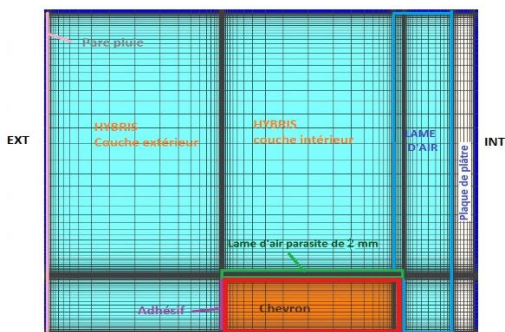 Pare pluie
HYBRIS
Couche extérieur
HYBRIS
couche intérieur
LAME
D'AIR
EXT
INT
Plaque de plâtre
Lame d'air parasite de 2 mm
Adhésif
Chevron